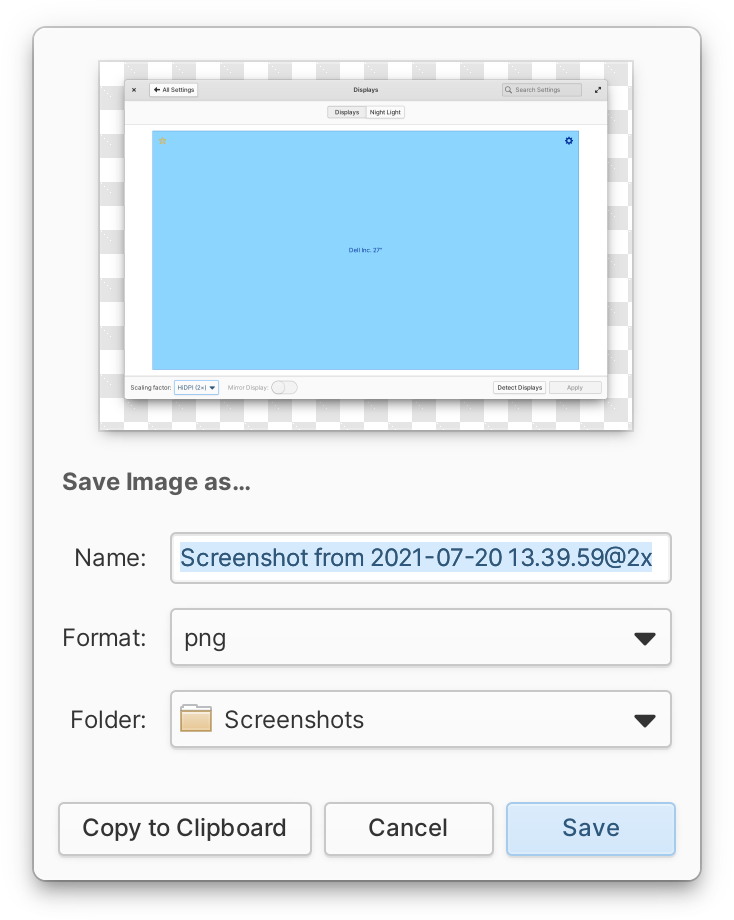 All Settings
Displays
Search Settings
Displays
Night Light
Dell Inc. 27"
Scaling factor:
HiDPI (2×)
Mirror Display:
Detect Displays
Apply
Save Image as…
Name:
Screenshot from 2021-07-20 13.39.59@2x
Format:
png
Folder:
Screenshots
Copy to Clipboard
Cancel
Save